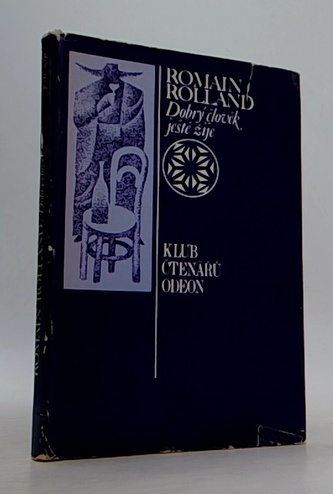 ROMAIN
ROLLAND
Dobrý člověk
ještě žije
KLUB
ČTENÁŘŮ
ODEON
ROMAIN ROLLAND